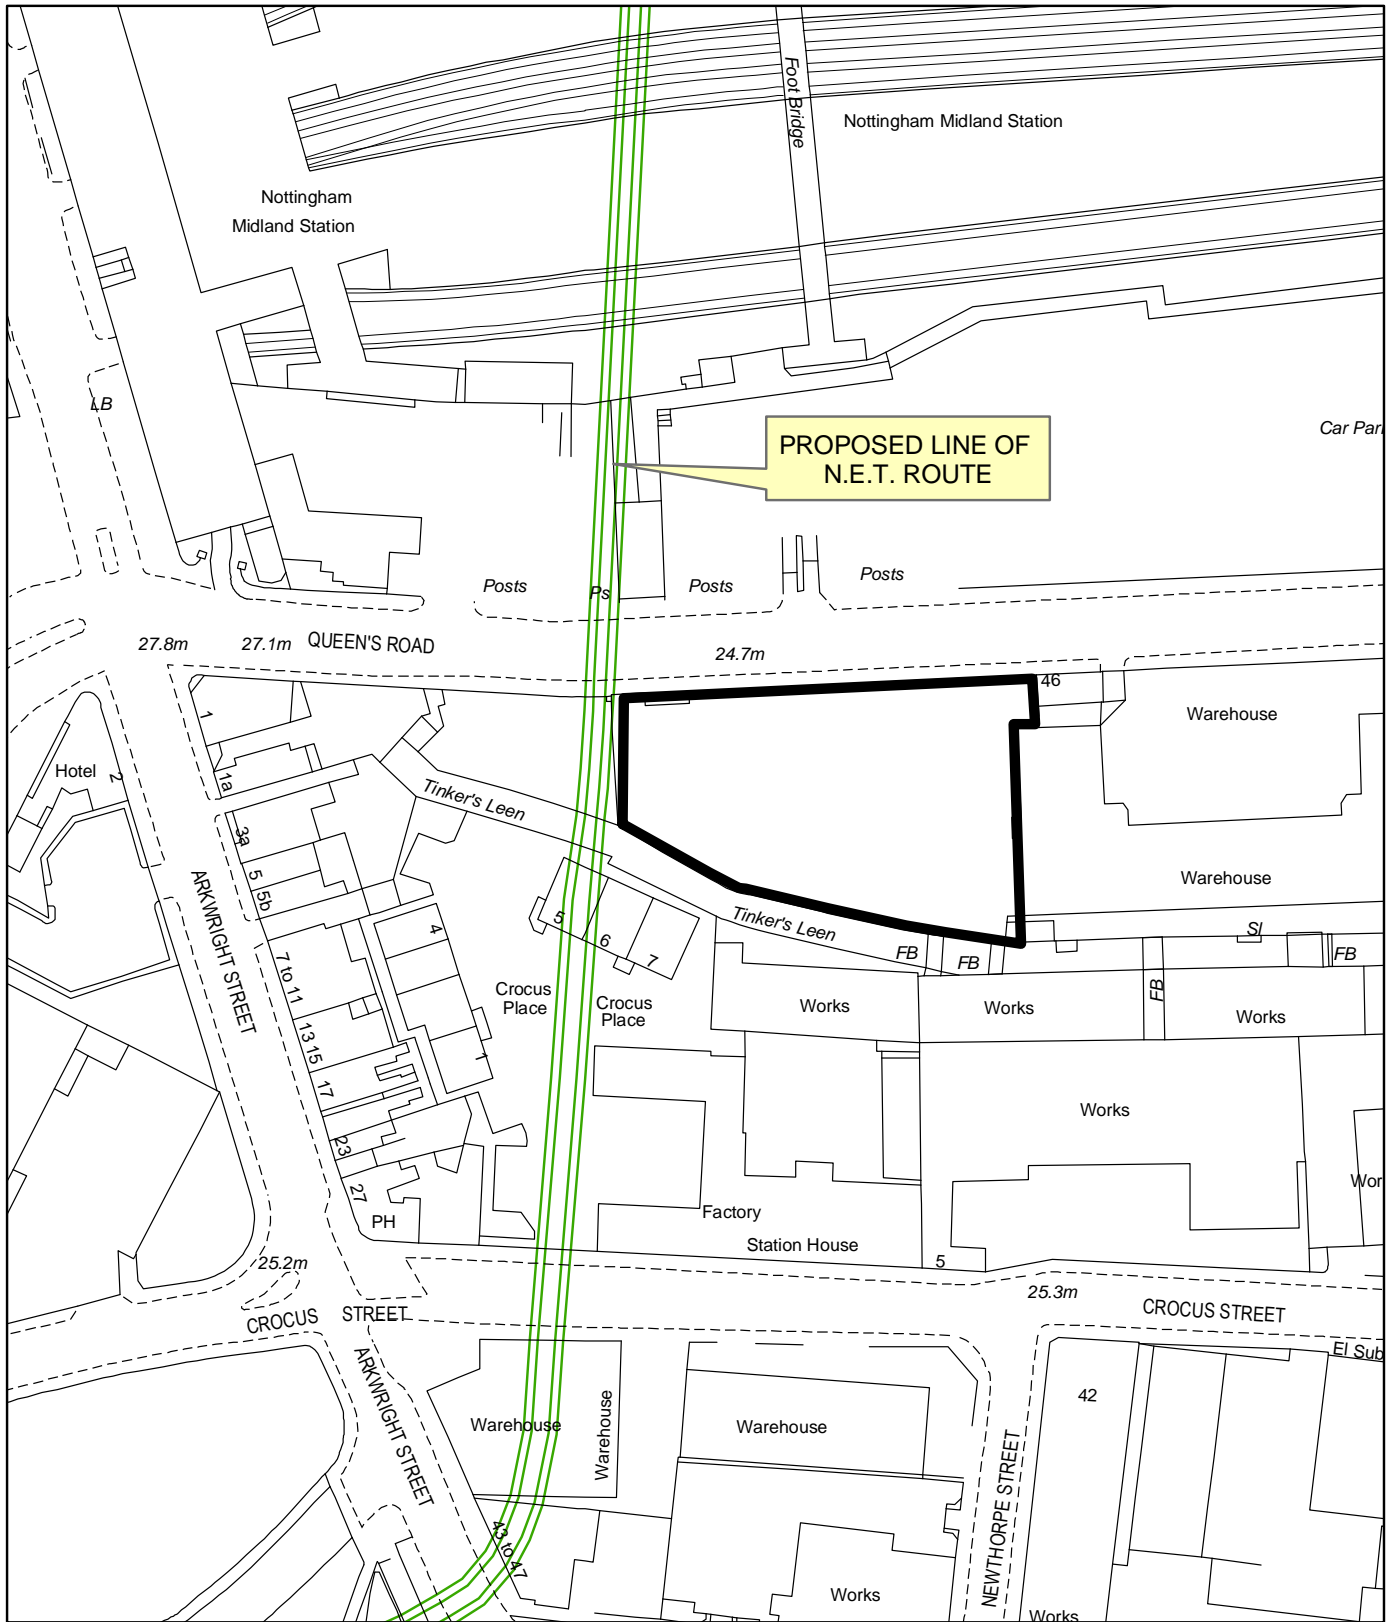 Foot Bridge
Nottingham Midland Station
Nottingham
Midland Station
LB
Car Par
PROPOSED LINE OF
N.E.T. ROUTE
Posts
Ps
Posts
Posts
27.8m
27.1m
QUEEN'S ROAD
24.7m
46
1
Warehouse
Hotel
2
1a
Tinker's Leen
3a
5
5b
Warehouse
ARKWRIGHT STREET
4
5
6
7
Tinker's Leen
FB
FB
Sl
FB
FB
7 to 11
Crocus
Place
Crocus
Place
Works
Works
Works
13
15
1
17
Works
23
27
PH
Wor
Factory
Station House
5
25.2m
25.3m
CROCUS STREET
CROCUS STREET
El Sub
ARKWRIGHT STREET
42
Warehouse
Warehouse
Warehouse
NEWTHORPE STREET
43 to 47
Works
Works